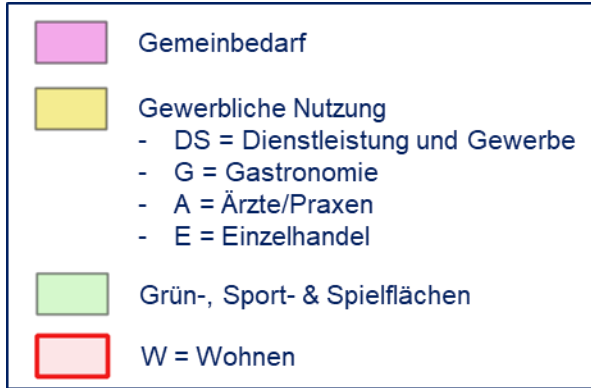 Gemeinbedarf
Gewerbliche Nutzung
- DS = Dienstleistung und Gewerbe
- G = Gastronomie
- A = Ärzte/Praxen
- E = Einzelhandel
Grün-, Sport- & Spielflächen
W = Wohnen